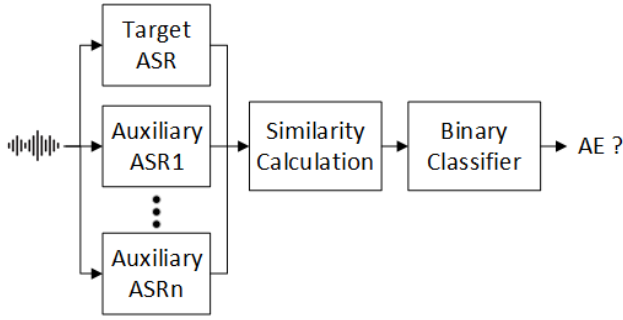 Target
ASR
Auxiliary
ASR1
Similarity
Calculation
Binary
Classifier
AE ?
Auxiliary
ASRn